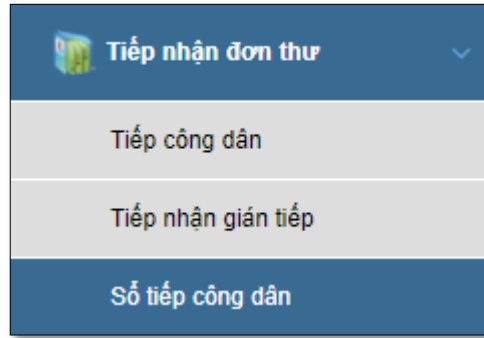 Tiếp nhận đơn thư
Tiếp công dân
Tiếp nhận gián tiếp
Sổ tiếp công dân